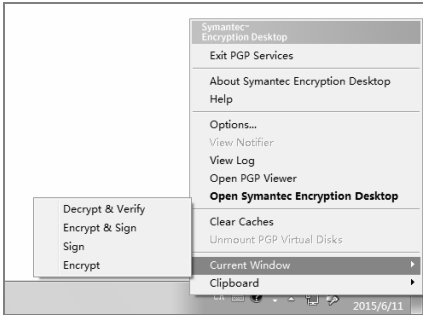 Symantec™
Encryption Desktop
Exit PGP Services
About Symantec Encryption Desktop
Help
Options...
View Notifier
View Log
Open PGP Viewer
Open Symantec Encryption Desktop
Clear Caches
Unmount PGP Virtual Disks
Current Window
Clipboard
Decrypt & Verify
Encrypt & Sign
Sign
Encrypt
2015/6/11